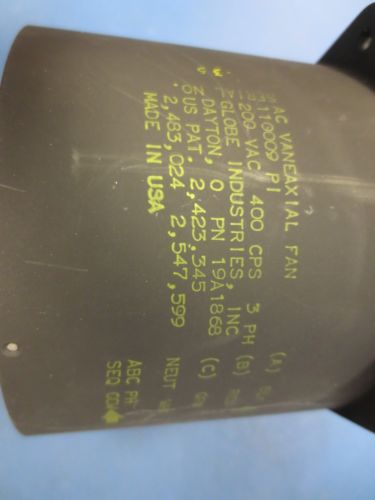 AC VANEAXIAL FAN
110009 P1
200 VAC 400 CPS 3 PH
GLOBE INDUSTRIES, INC
DAYTON, O PN 19A1868
US PAT. 2,423,345
2,483,024 2,547,599
MADE IN USA
(A)
(B)
(C)
NEUT
ABC PH
SEQ